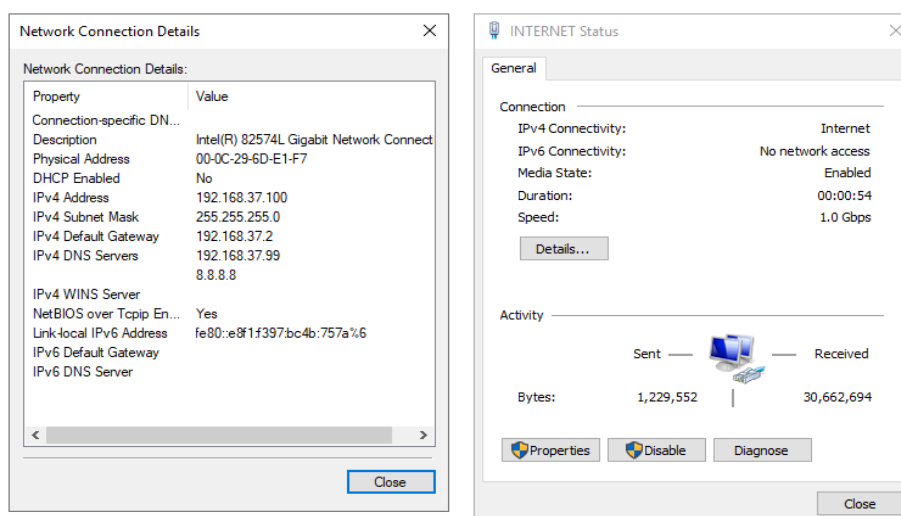 Network Connection Details
Network Connection Details:
Property Value
Connection-specific DN...
Description Intel(R) 82574L Gigabit Network Connect
Physical Address 00-0C-29-6D-E1-F7
DHCP Enabled No
IPv4 Address 192.168.37.100
IPv4 Subnet Mask 255.255.255.0
IPv4 Default Gateway 192.168.37.2
IPv4 DNS Servers 192.168.37.99
8.8.8.8
IPv4 WINS Server
NetBIOS over Tcpip En... Yes
Link-local IPv6 Address fe80::e8f1:f397:bc4b:757a%6
IPv6 Default Gateway
IPv6 DNS Server
Close
INTERNET Status
General
Connection
IPv4 Connectivity: Internet
IPv6 Connectivity: No network access
Media State: Enabled
Duration: 00:00:54
Speed: 1.0 Gbps
Details...
Activity
Sent Received
Bytes: 1,229,552 30,662,694
Properties Disable Diagnose
Close